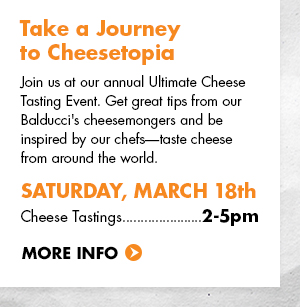 Take a Journey
to Cheesetopia
Join us at our annual Ultimate Cheese
Tasting Event. Get great tips from our
Balducci's cheesemongers and be
inspired by our chefs—taste cheese
from around the world.
SATURDAY, MARCH 18th
Cheese Tastings......................2-5pm
MORE INFO